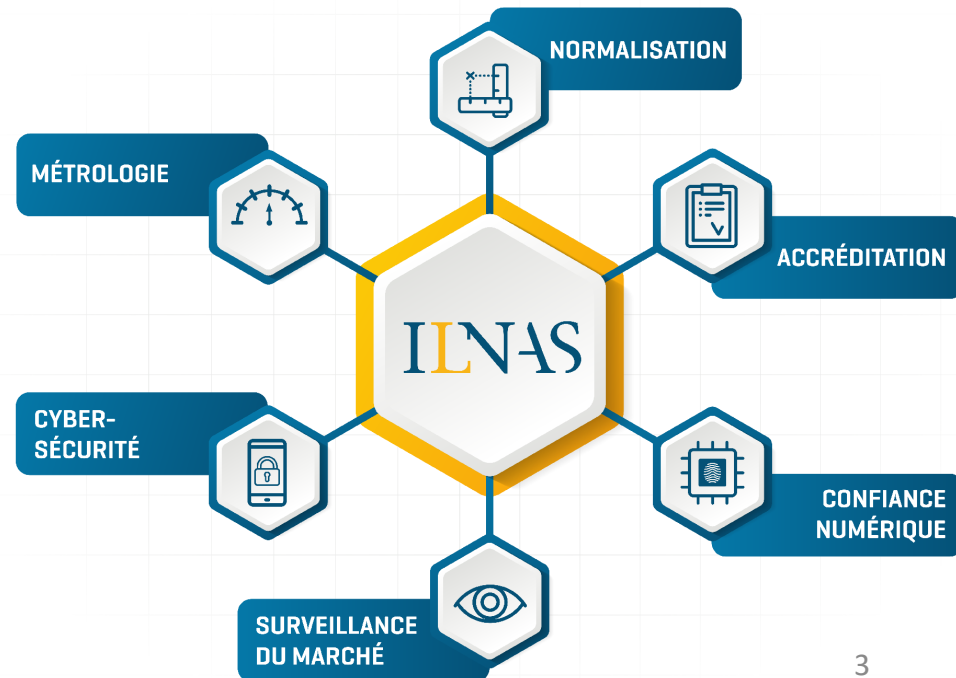 NORMALISATION
MÉTROLOGIE
ACCRÉDITATION
ILNAS
CYBER-
SÉCURITÉ
CONFIANCE
NUMÉRIQUE
SURVEILLANCE
DU MARCHÉ
3